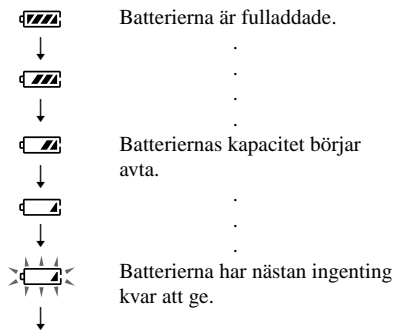 Batterierna är fulladdade.
.
.
.
.
Batteriernas kapacitet börjar
avta.
.
.
.
Batterierna har nästan ingenting
kvar att ge.